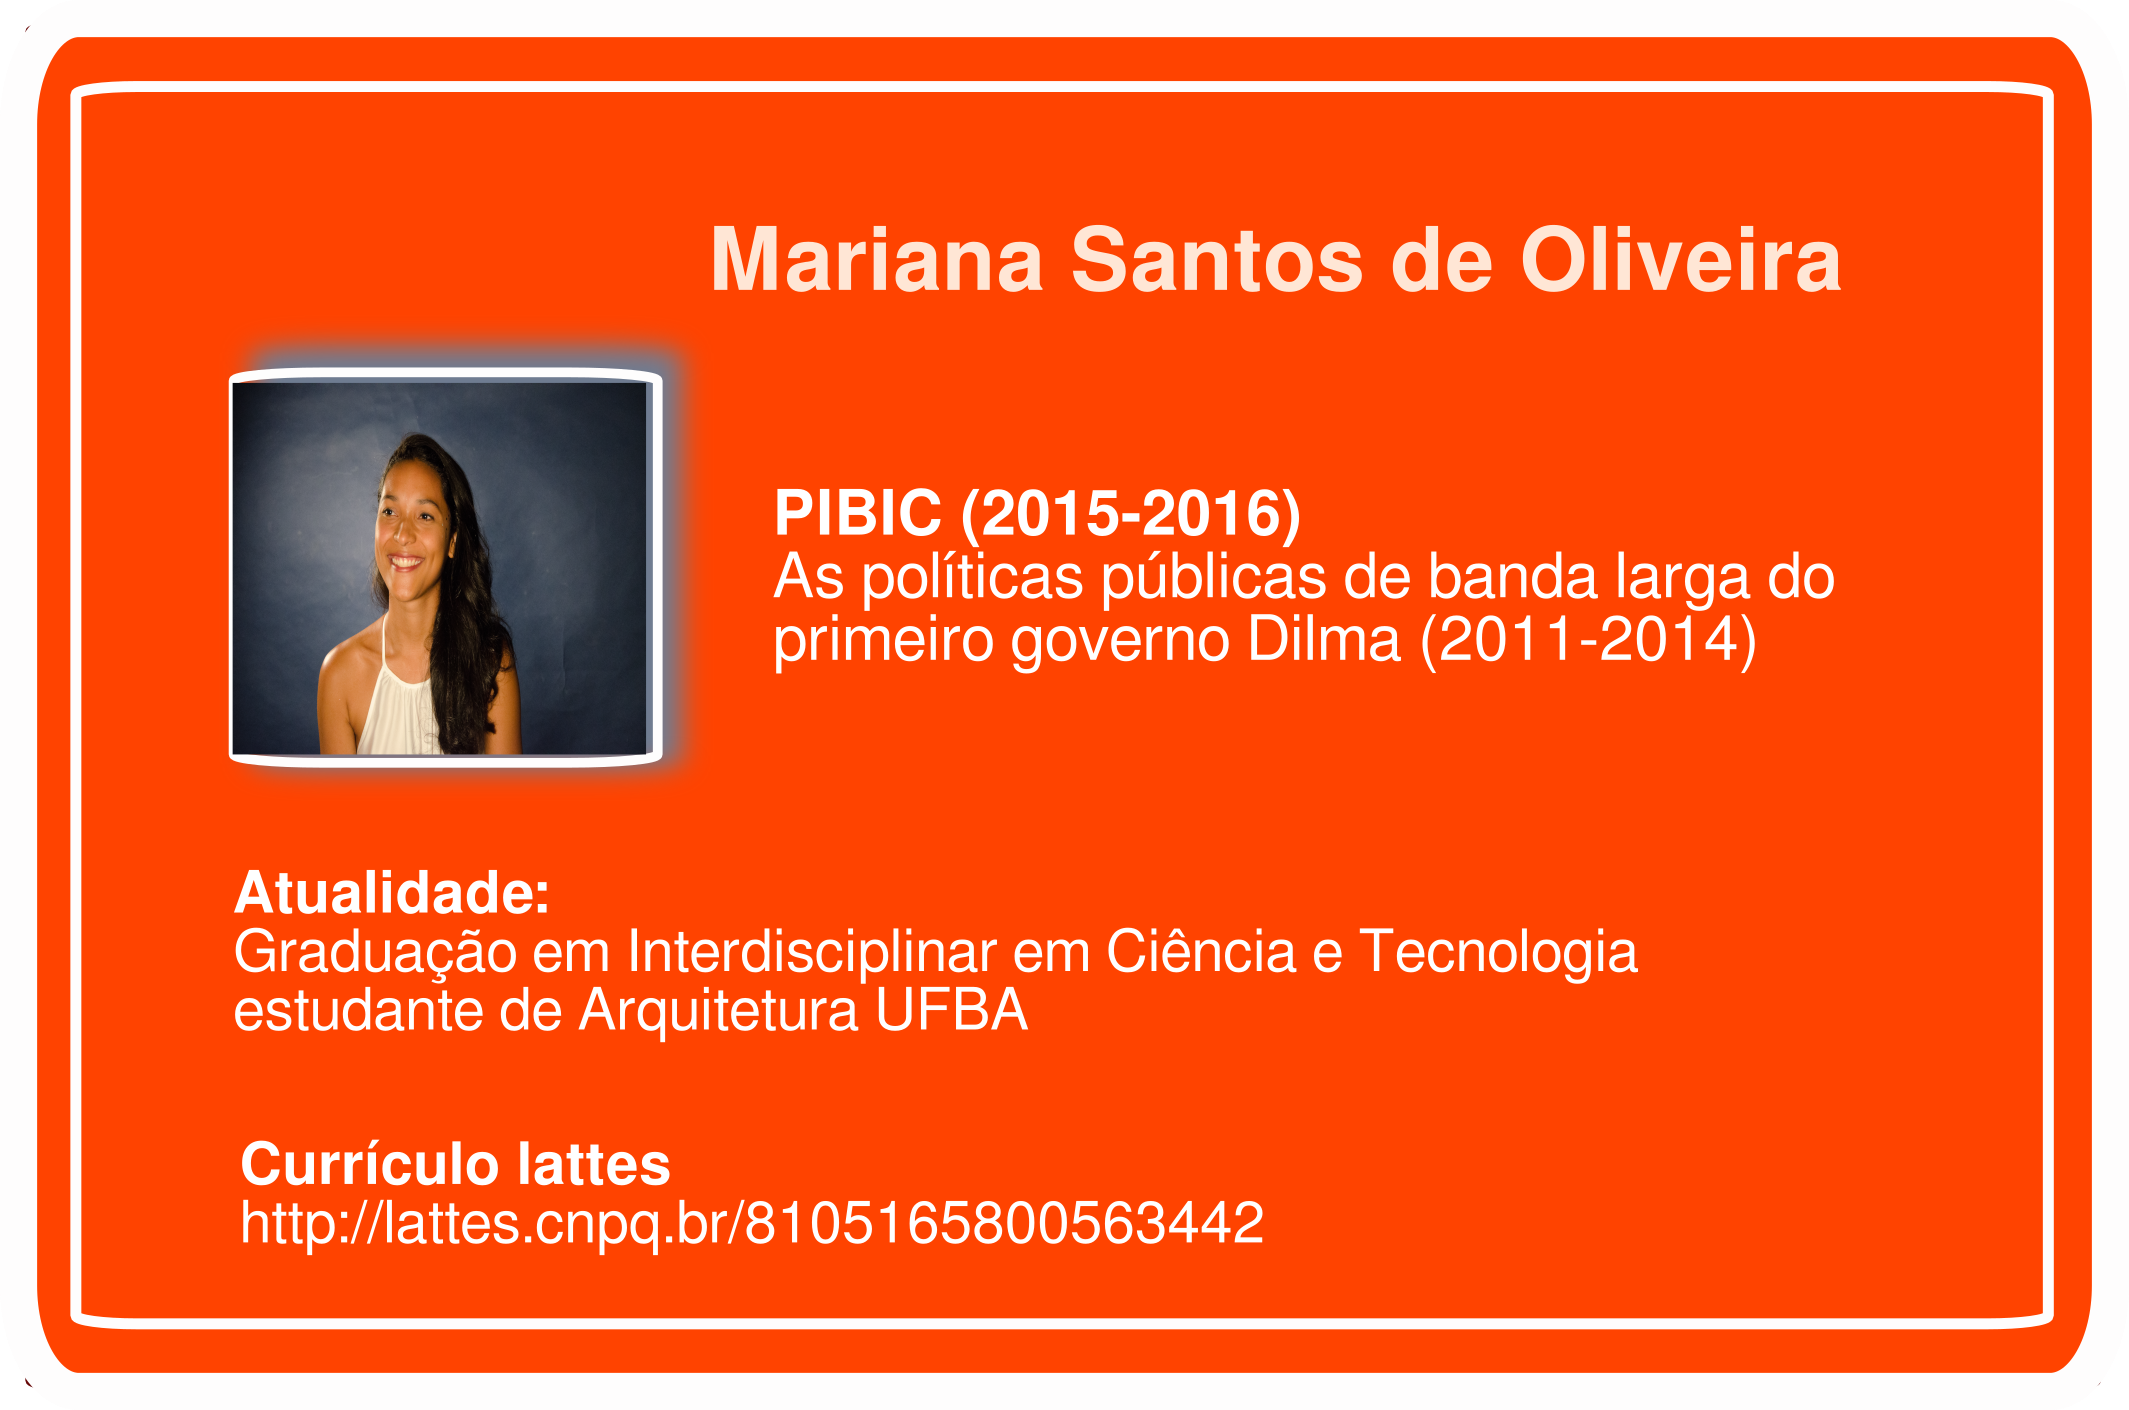 Mariana Santos de Oliveira
PIBIC (2015-2016)
As políticas públicas de banda larga do
primeiro governo Dilma (2011-2014)
Atualidade:
Graduação em Interdisciplinar em Ciência e Tecnologia
estudante de Arquitetura UFBA
Currículo lattes
http://lattes.cnpq.br/8105165800563442